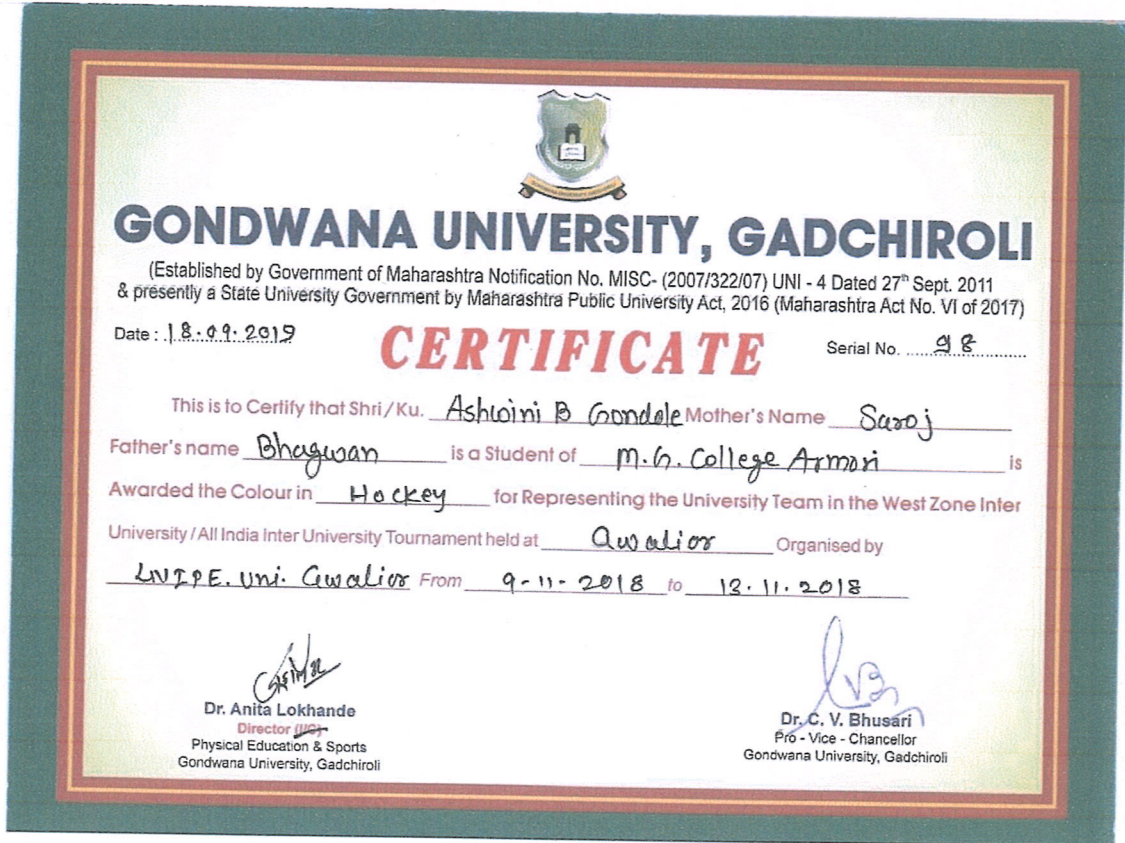 GONDWANA UNIVERSITY, GADCHIROLI
(Established by Government of Maharashtra Notification No. MISC- (2007/322/07) UNI - 4 Dated 27th Sept. 2011
& presently a State University Government by Maharashtra Public University Act, 2016 (Maharashtra Act No. VI of 2017)
Date : 18.09.2019
CERTIFICATE
Serial No. 98
This is to Certify that Shri/Ku. Ashwini B Gondole Mother's Name Saroj
Father's name Bhagwan is a Student of M.G. College Armori is
Awarded the Colour in Hockey for Representing the University Team in the West Zone Inter
University/All India Inter University Tournament held at Gwalior Organised by
LNIPE. Uni. Gwalior From 9-11-2018 to 13.11.2018
Dr. Anita Lokhande
Director (I/C)
Physical Education & Sports
Gondwana University, Gadchiroli
Dr. C. V. Bhusari
Pro - Vice - Chancellor
Gondwana University, Gadchiroli